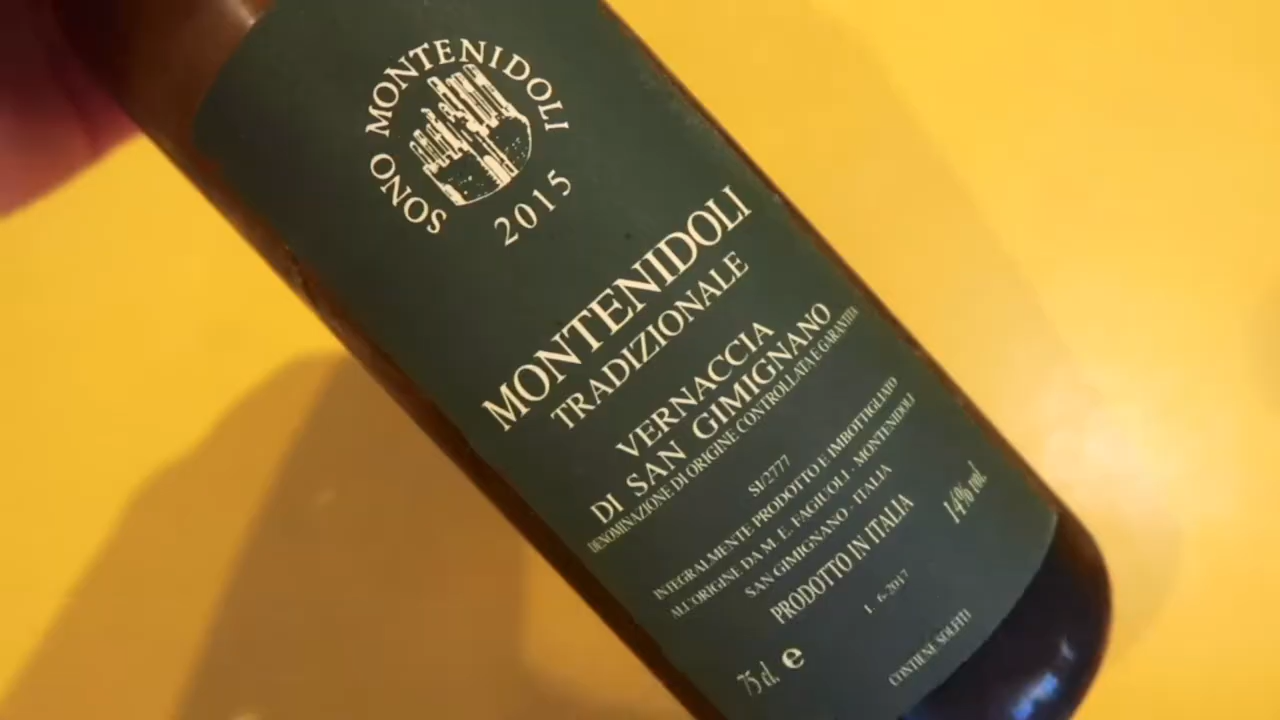 SONO MONTENIDOLI
2015
MONTENIDOLI
TRADIZIONALE
VERNACCIA
DI SAN GIMIGNANO
DENOMINAZIONE DI ORIGINE CONTROLLATA E GARANTITA
SI/2777
INTEGRALMENTE PRODOTTO E IMBOTTIGLIATO
ALL'ORIGINE DA M. E. FAGIUOLI - MONTENIDOLI
SAN GIMIGNANO - ITALIA
PRODOTTO IN ITALIA
14% vol
75 cl. e
L 6-2017
CONTIENE SOLFITI